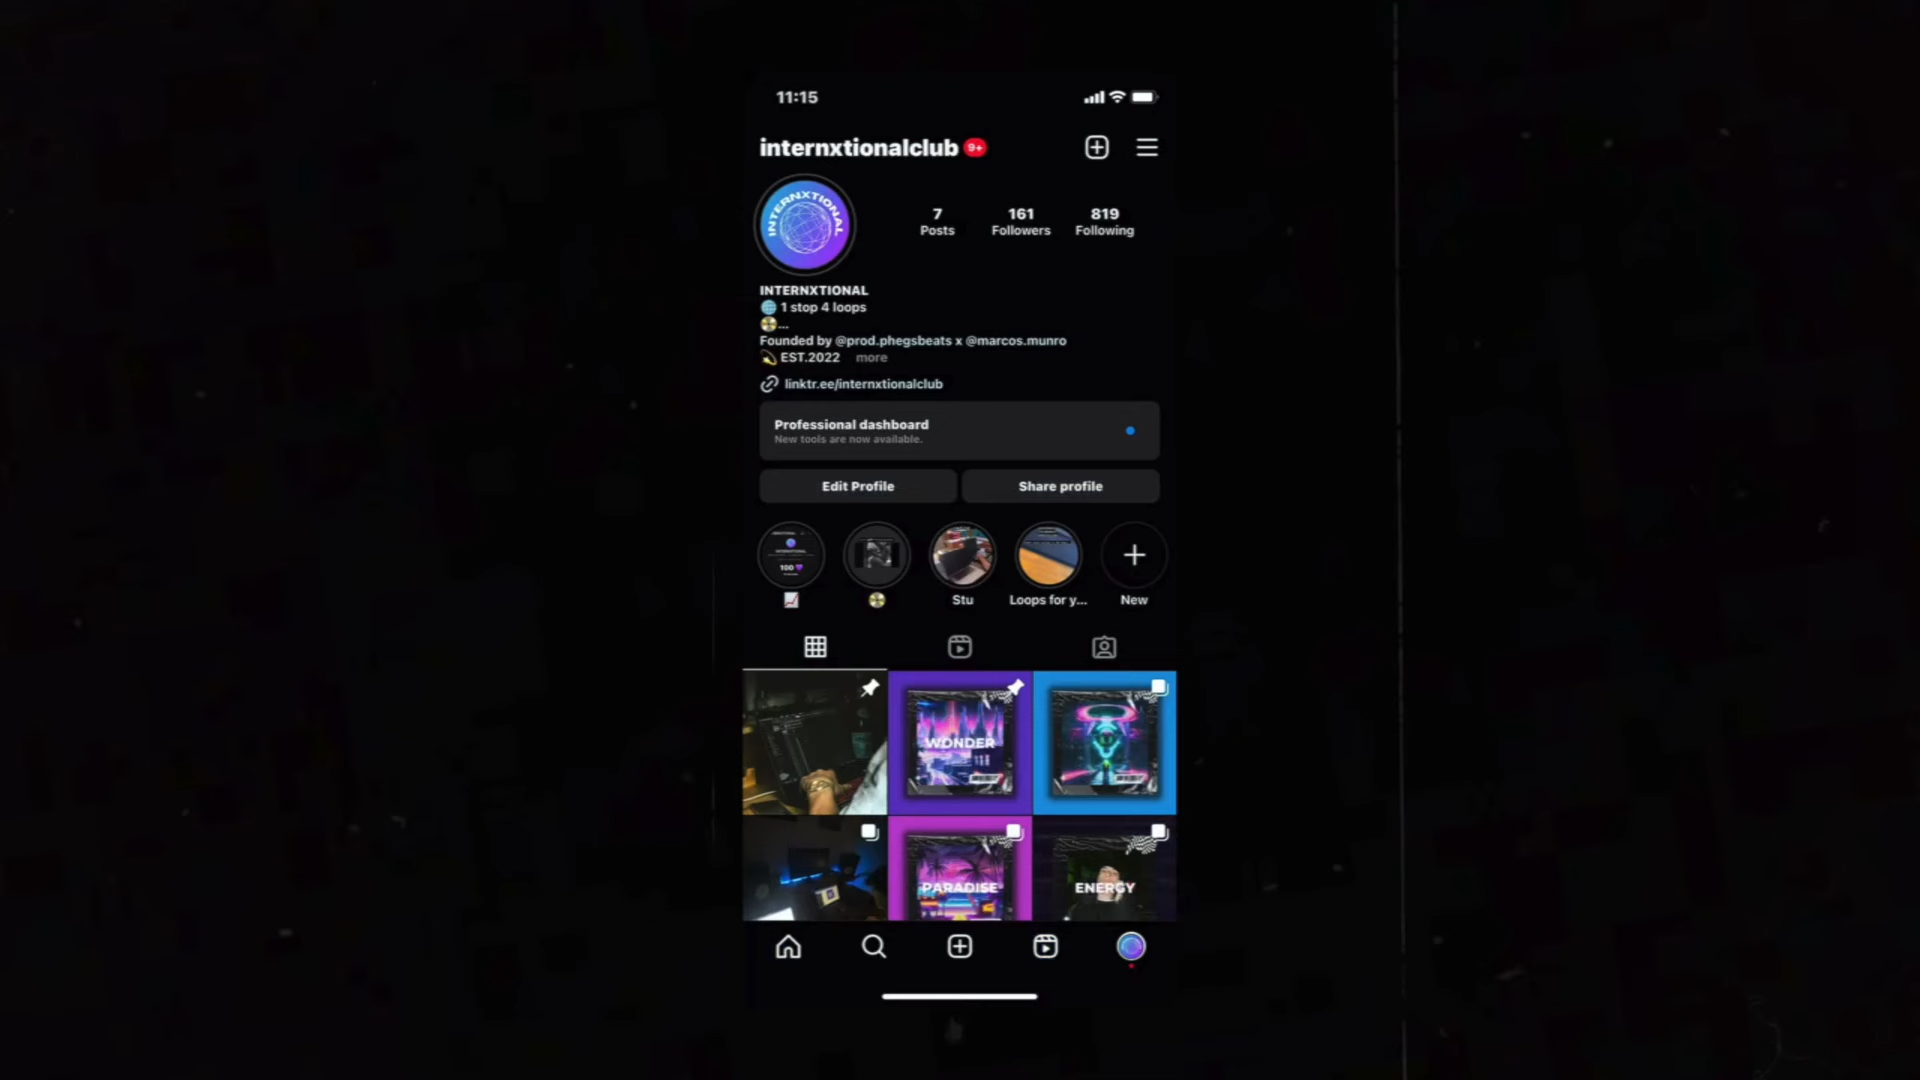 11:15
internxtionalclub 9+
INTERNXTIONAL
7
Posts
161
Followers
819
Following
INTERNXTIONAL
🌐 1 stop 4 loops
📀...
Founded by @prod.phegsbeats x @marcos.munro
💫 EST.2022 more
linktr.ee/internxtionalclub
Professional dashboard
New tools are now available.
Edit Profile
Share profile
100 💜
📈
📀
Stu
Loops for y...
New
WONDER
PARADISE
ENERGY